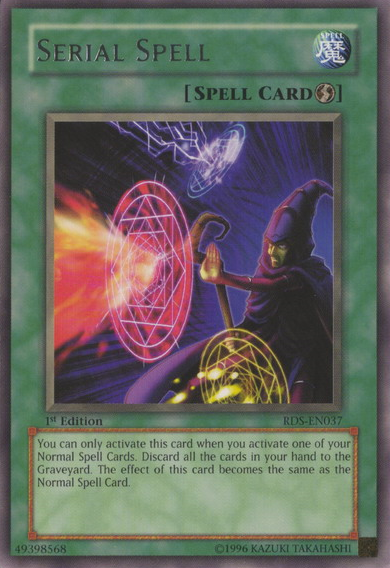 SERIAL SPELL
SPELL
魔
[SPELL CARD]
1st Edition
RDS-EN037
You can only activate this card when you activate one of your
Normal Spell Cards. Discard all the cards in your hand to the
Graveyard. The effect of this card becomes the same as the
Normal Spell Card.
49398568
©1996 KAZUKI TAKAHASHI